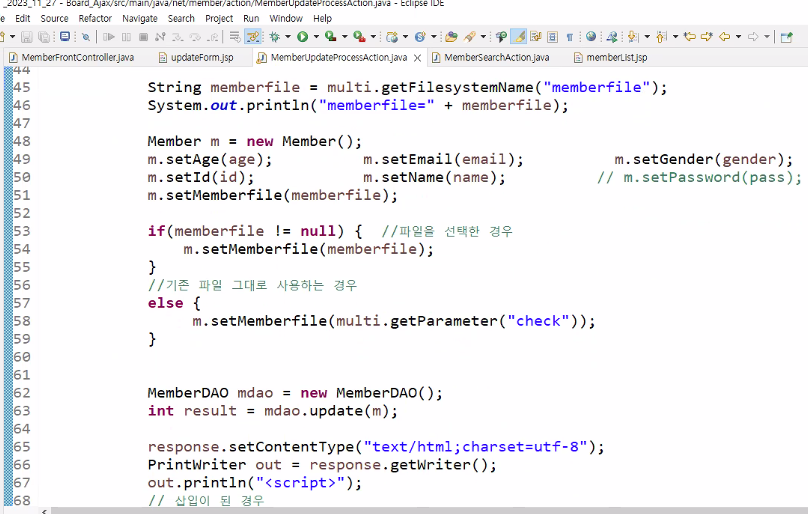 _2023_11_27 - Board_Ajax/src/main/java/net/member/action/MemberUpdateProcessAction.java - Eclipse IDE
Edit Source Refactor Navigate Search Project Run Window Help
MemberFrontController.java updateForm.jsp MemberUpdateProcessAction.java MemberSearchAction.java memberList.jsp
44
45 String memberfile = multi.getFilesystemName("memberfile");
46 System.out.println("memberfile=" + memberfile);
47
48 Member m = new Member();
49 m.setAge(age); m.setEmail(email); m.setGender(gender);
50 m.setId(id); m.setName(name); // m.setPassword(pass);
51 m.setMemberfile(memberfile);
52
53 if(memberfile != null) { //파일을 선택한 경우
54 m.setMemberfile(memberfile);
55 }
56 //기존 파일 그대로 사용하는 경우
57 else {
58 m.setMemberfile(multi.getParameter("check"));
59 }
60
61
62 MemberDAO mdao = new MemberDAO();
63 int result = mdao.update(m);
64
65 response.setContentType("text/html;charset=utf-8");
66 PrintWriter out = response.getWriter();
67 out.println("<script>");
68 // 삽입이 된 경우